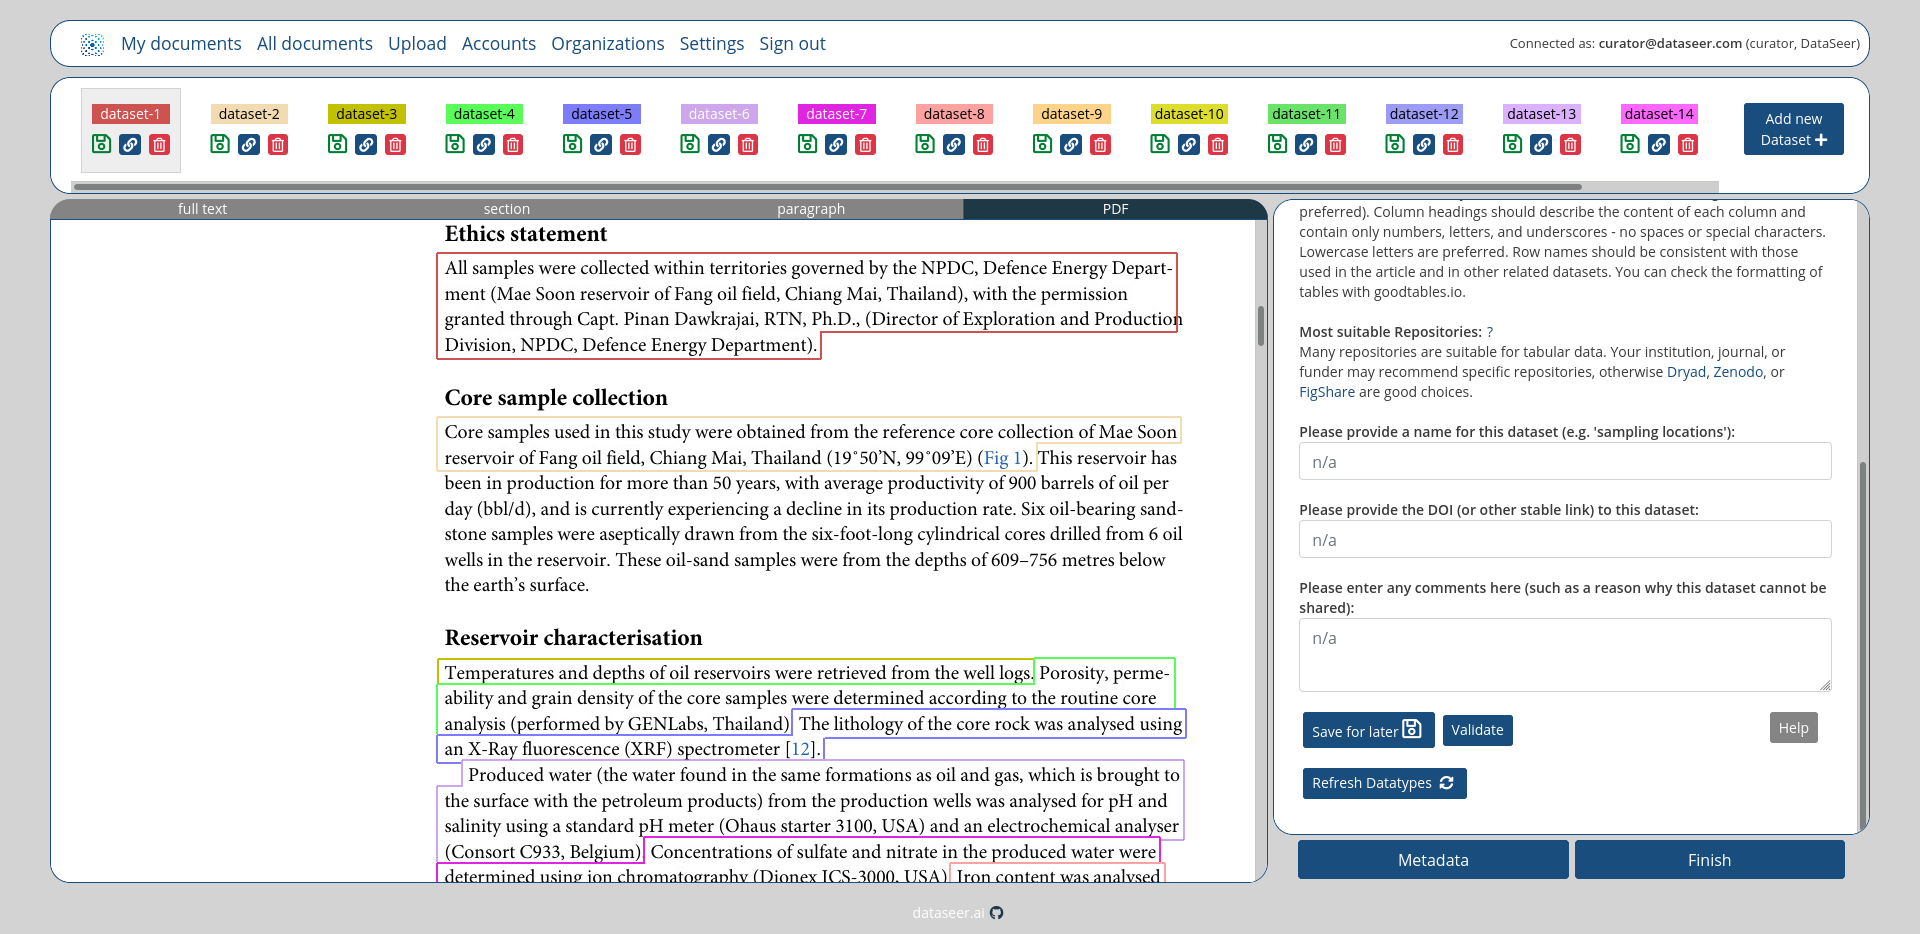 My documents All documents Upload Accounts Organizations Settings Sign out
Connected as: curator@dataseer.com (curator, DataSeer)
dataset-1 dataset-2 dataset-3 dataset-4 dataset-5 dataset-6 dataset-7 dataset-8 dataset-9 dataset-10 dataset-11 dataset-12 dataset-13 dataset-14
Add new
Dataset
full text section paragraph PDF
Ethics statement
All samples were collected within territories governed by the NPDC, Defence Energy Depart-
ment (Mae Soon reservoir of Fang oil field, Chiang Mai, Thailand), with the permission
granted through Capt. Pinan Dawkrajai, RTN, Ph.D., (Director of Exploration and Production
Division, NPDC, Defence Energy Department).
Core sample collection
Core samples used in this study were obtained from the reference core collection of Mae Soon
reservoir of Fang oil field, Chiang Mai, Thailand (19˚50’N, 99˚09’E) (Fig 1). This reservoir has
been in production for more than 50 years, with average productivity of 900 barrels of oil per
day (bbl/d), and is currently experiencing a decline in its production rate. Six oil-bearing sand-
stone samples were aseptically drawn from the six-foot-long cylindrical cores drilled from 6 oil
wells in the reservoir. These oil-sand samples were from the depths of 609–756 metres below
the earth’s surface.
Reservoir characterisation
Temperatures and depths of oil reservoirs were retrieved from the well logs. Porosity, perme-
ability and grain density of the core samples were determined according to the routine core
analysis (performed by GENLabs, Thailand) The lithology of the core rock was analysed using
an X-Ray fluorescence (XRF) spectrometer [12].
Produced water (the water found in the same formations as oil and gas, which is brought to
the surface with the petroleum products) from the production wells was analysed for pH and
salinity using a standard pH meter (Ohaus starter 3100, USA) and an electrochemical analyser
(Consort C933, Belgium) Concentrations of sulfate and nitrate in the produced water were
determined using ion chromatography (Dionex ICS-3000, USA) Iron content was analysed
preferred). Column headings should describe the content of each column and
contain only numbers, letters, and underscores - no spaces or special characters.
Lowercase letters are preferred. Row names should be consistent with those
used in the article and in other related datasets. You can check the formatting of
tables with goodtables.io.
Most suitable Repositories: ?
Many repositories are suitable for tabular data. Your institution, journal, or
funder may recommend specific repositories, otherwise Dryad, Zenodo, or
FigShare are good choices.
Please provide a name for this dataset (e.g. 'sampling locations'):
n/a
Please provide the DOI (or other stable link) to this dataset:
n/a
Please enter any comments here (such as a reason why this dataset cannot be
shared):
n/a
Save for later Validate Help
Refresh Datatypes
Metadata Finish
dataseer.ai